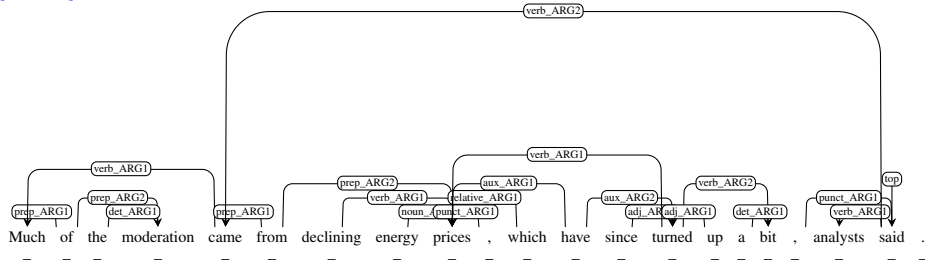 verb_ARG2
verb_ARG1
verb_ARG1
top
prep_ARG2
aux_ARG1
prep_ARG2
verb_ARG1
relative_ARG1
aux_ARG2
verb_ARG2
punct_ARG1
prep_ARG1
det_ARG1
prep_ARG1
punct_ARG1
adj_ARG1
det_ARG1
verb_ARG1
Much of the moderation came from declining energy prices , which have since turned up a bit , analysts said .